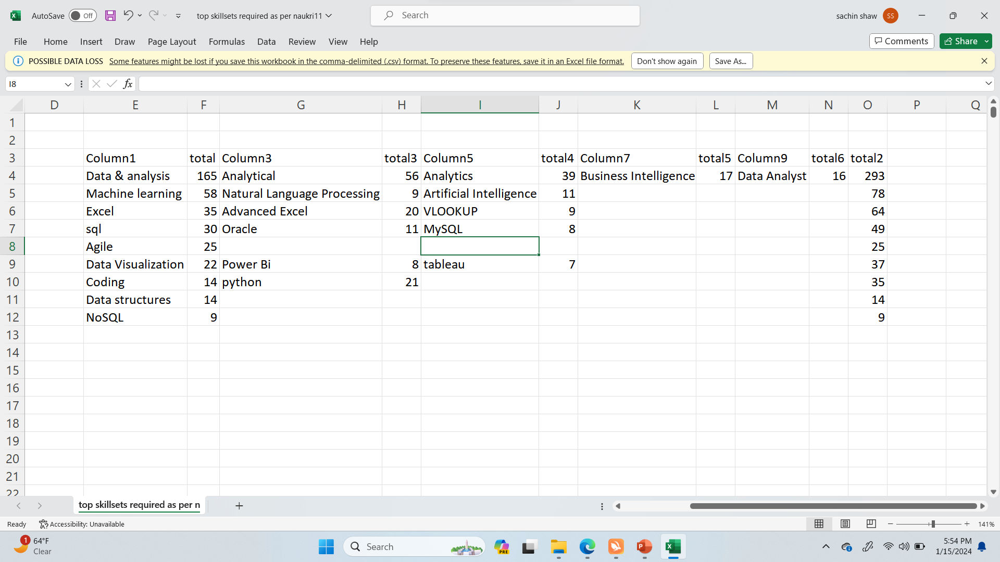 AutoSave Off top skillsets required as per naukri11 Search sachin shaw SS
File Home Insert Draw Page Layout Formulas Data Review View Help Comments Share
POSSIBLE DATA LOSS Some features might be lost if you save this workbook in the comma-delimited (.csv) format. To preserve these features, save it in an Excel file format. Don't show again Save As...
I8 fx
D E F G H I J K L M N O P Q
1
2
3 Column1 total Column3 total3 Column5 total4 Column7 total5 Column9 total6 total2
4 Data & analysis 165 Analytical 56 Analytics 39 Business Intelligence 17 Data Analyst 16 293
5 Machine learning 58 Natural Language Processing 9 Artificial Intelligence 11 78
6 Excel 35 Advanced Excel 20 VLOOKUP 9 64
7 sql 30 Oracle 11 MySQL 8 49
8 Agile 25 25
9 Data Visualization 22 Power Bi 8 tableau 7 37
10 Coding 14 python 21 35
11 Data structures 14 14
12 NoSQL 9 9
13
14
15
16
17
18
19
20
21
22
top skillsets required as per n
Ready Accessibility: Unavailable 141%
1 64°F Search PRE P 5:54 PM
Clear 1/15/2024